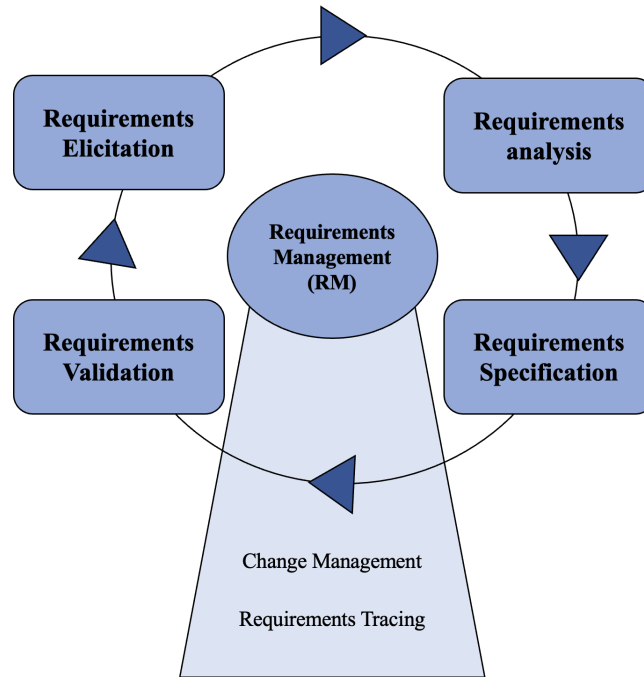 Requirements
Elicitation
Requirements
analysis
Requirements
Management
(RM)
Requirements
Validation
Requirements
Specification
Change Management
Requirements Tracing